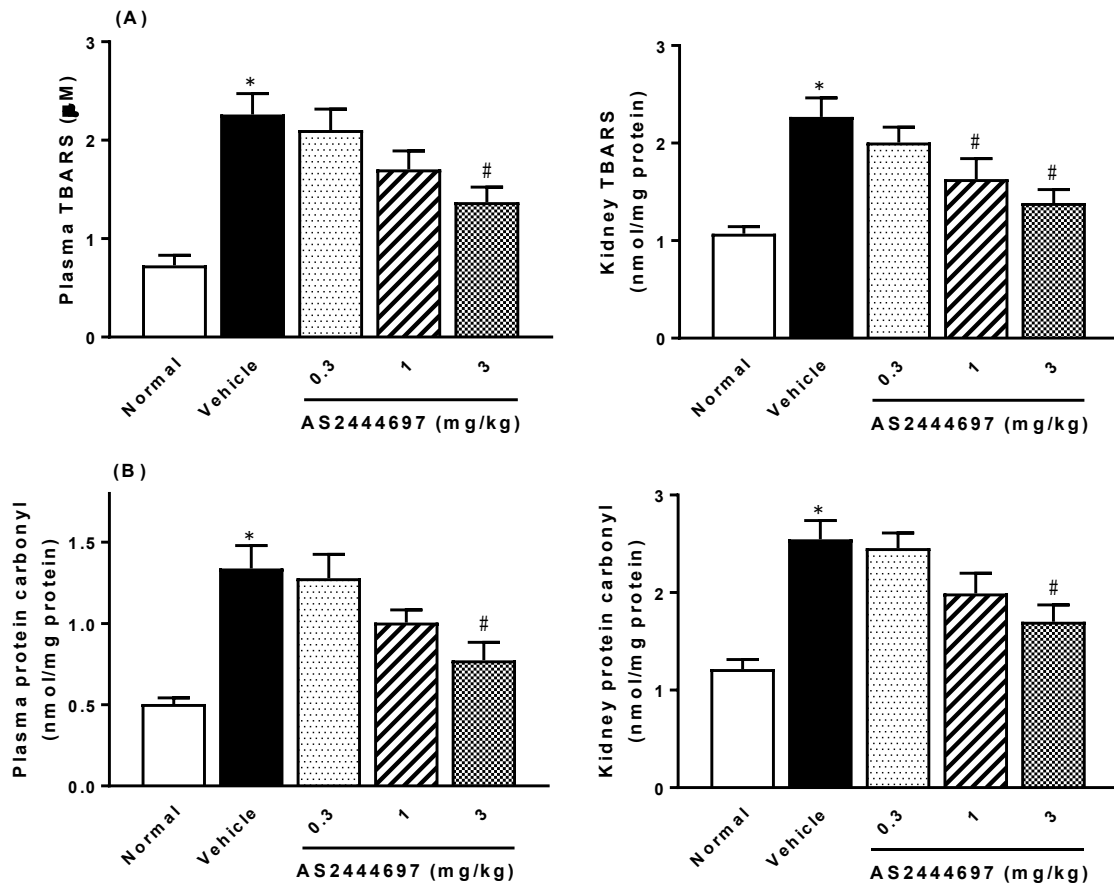 (A)
Plasma TBARS (μM)
3
2
1
0
*
#
Normal
Vehicle
0.3
1
3
AS2444697 (mg/kg)
Kidney TBARS
(nmol/mg protein)
3
2
1
0
*
#
#
Normal
Vehicle
0.3
1
3
AS2444697 (mg/kg)
(B)
Plasma protein carbonyl
(nmol/mg protein)
1.5
1.0
0.5
0.0
*
#
Normal
Vehicle
0.3
1
3
AS2444697 (mg/kg)
Kidney protein carbonyl
(nmol/mg protein)
3
2
1
0
*
#
Normal
Vehicle
0.3
1
3
AS2444697 (mg/kg)